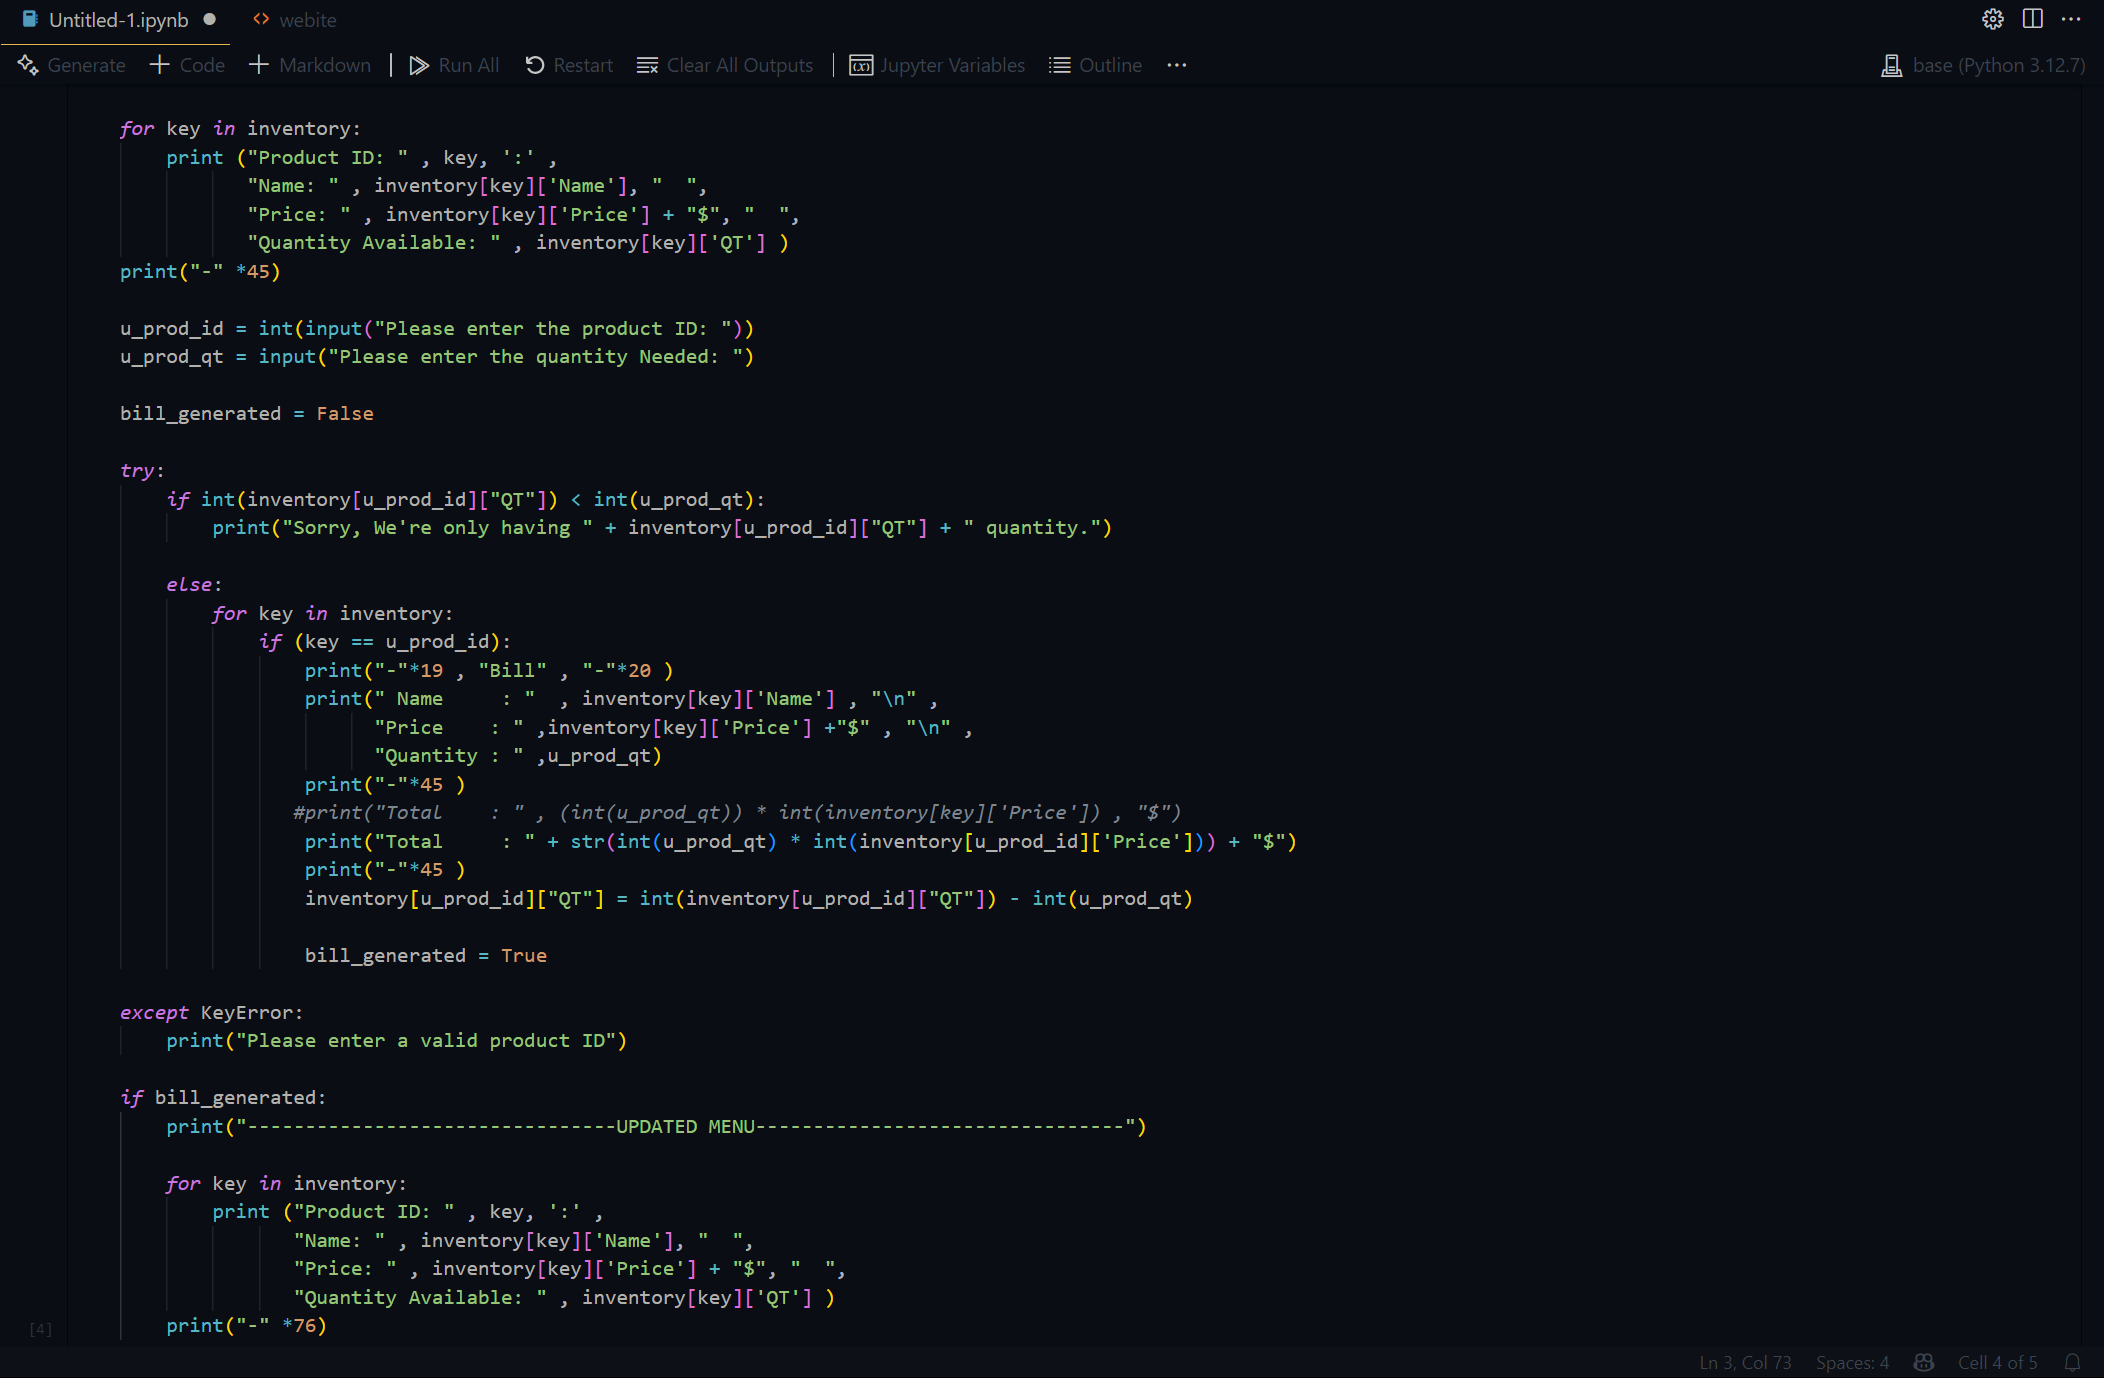 Untitled-1.ipynb ● <> webite
Generate + Code + Markdown | Run All Restart Clear All Outputs | Jupyter Variables Outline ··· base (Python 3.12.7)
for key in inventory:
    print ("Product ID: " , key, ':' ,
           "Name: " , inventory[key]['Name'], "  ",
           "Price: " , inventory[key]['Price'] + "$", "  ",
           "Quantity Available: " , inventory[key]['QT'] )
print("-" *45)

u_prod_id = int(input("Please enter the product ID: "))
u_prod_qt = input("Please enter the quantity Needed: ")

bill_generated = False

try:
    if int(inventory[u_prod_id]["QT"]) < int(u_prod_qt):
        print("Sorry, We're only having " + inventory[u_prod_id]["QT"] + " quantity.")

    else:
        for key in inventory:
            if (key == u_prod_id):
                print("-"*19 , "Bill" , "-"*20 )
                print(" Name     : "  , inventory[key]['Name'] , "\n" ,
                      "Price    : " ,inventory[key]['Price'] +"$" , "\n" ,
                      "Quantity : " ,u_prod_qt)
                print("-"*45 )
               #print("Total    : " , (int(u_prod_qt)) * int(inventory[key]['Price']) , "$")
                print("Total     : " + str(int(u_prod_qt) * int(inventory[u_prod_id]['Price'])) + "$")
                print("-"*45 )
                inventory[u_prod_id]["QT"] = int(inventory[u_prod_id]["QT"]) - int(u_prod_qt)

                bill_generated = True

except KeyError:
    print("Please enter a valid product ID")

if bill_generated:
    print("--------------------------------UPDATED MENU--------------------------------")

    for key in inventory:
        print ("Product ID: " , key, ':' ,
               "Name: " , inventory[key]['Name'], "  ",
               "Price: " , inventory[key]['Price'] + "$", "  ",
               "Quantity Available: " , inventory[key]['QT'] )
    print("-" *76)
[4]
Ln 3, Col 73 Spaces: 4 Cell 4 of 5